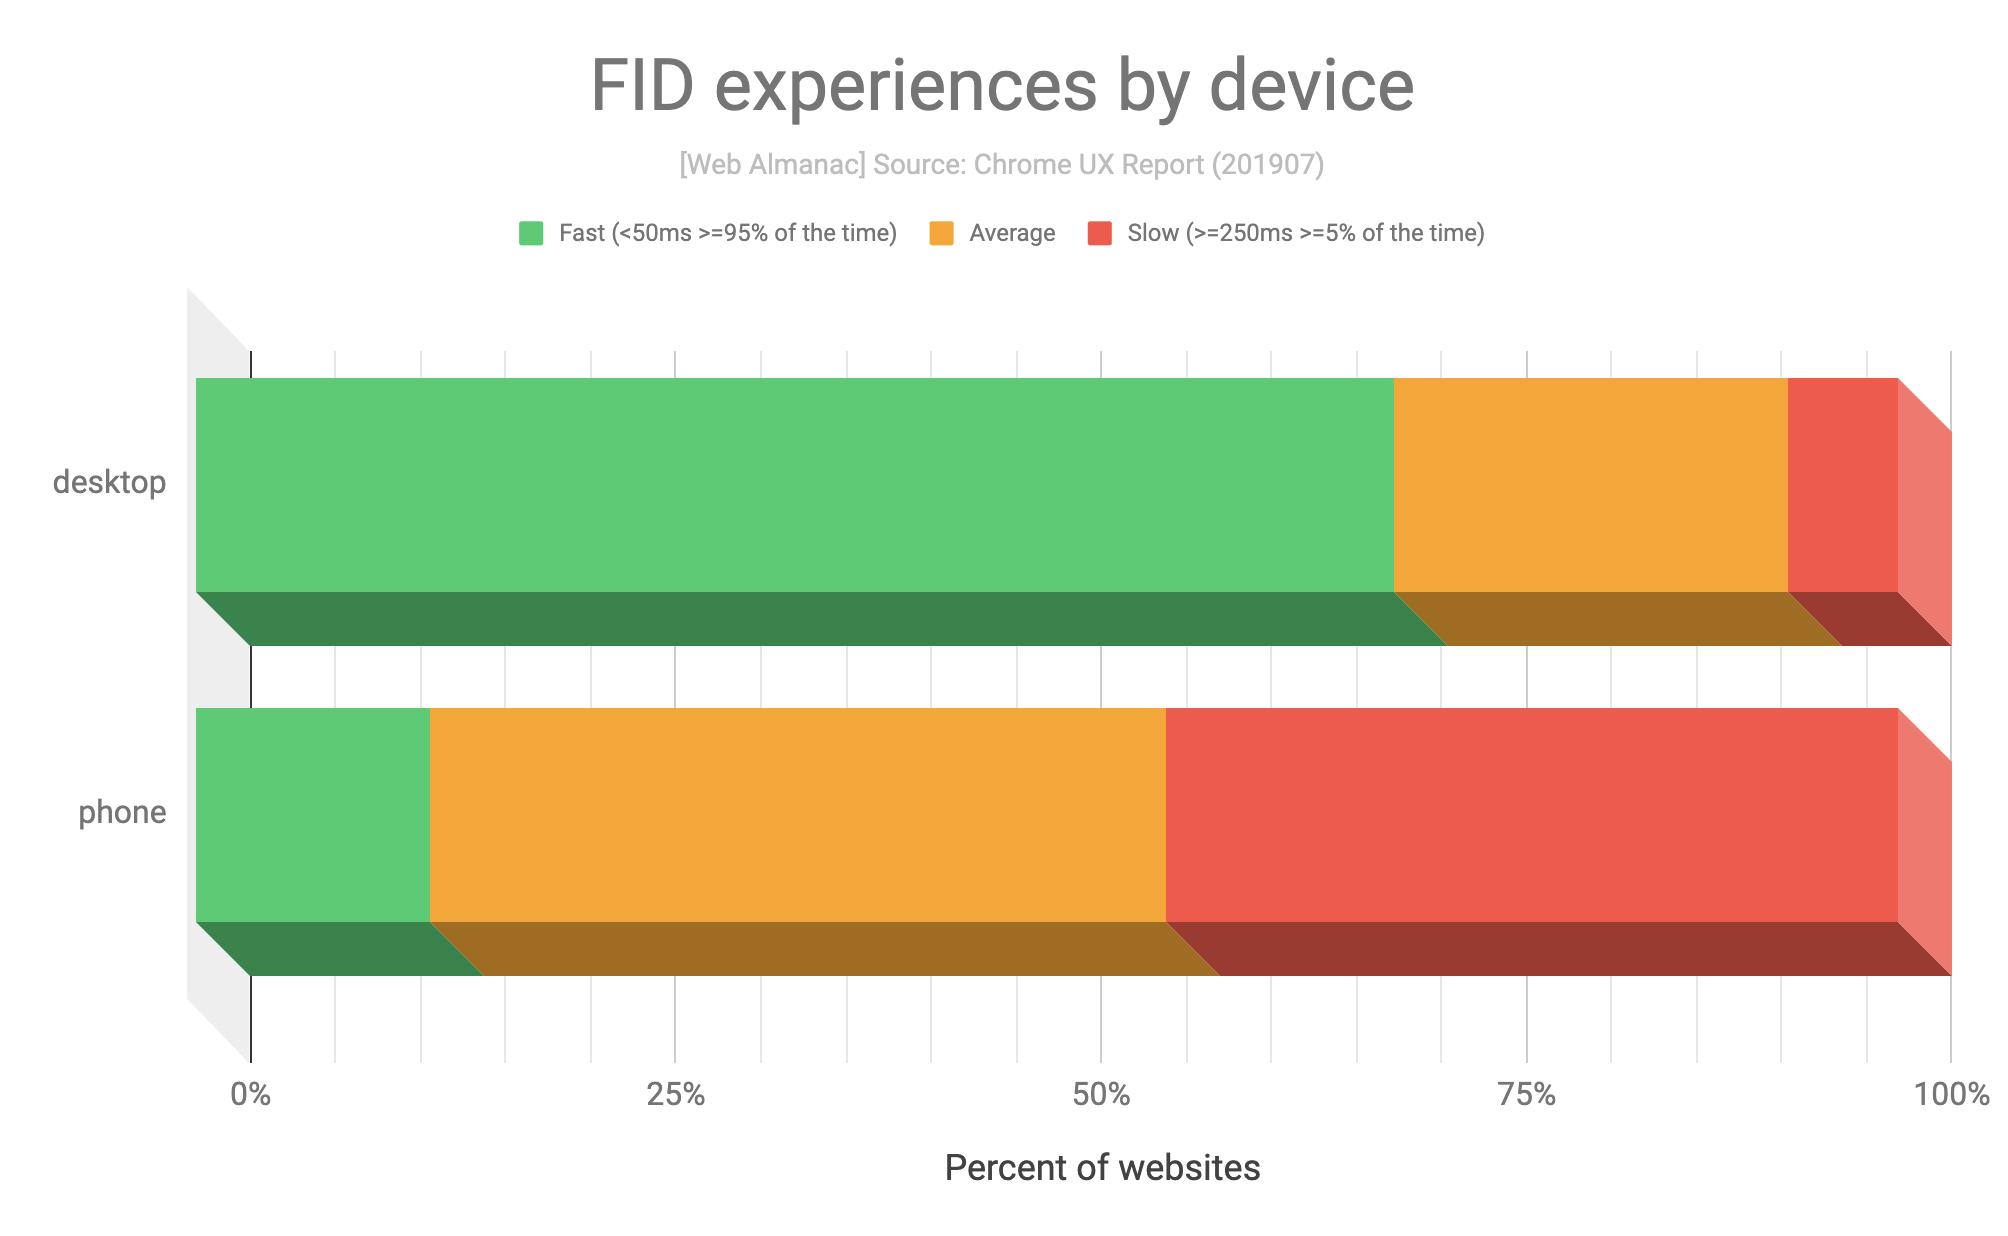 FID experiences by device
[Web Almanac] Source: Chrome UX Report (201907)
Fast (<50ms >=95% of the time) Average Slow (>=250ms >=5% of the time)
desktop
phone
0% 25% 50% 75% 100%
Percent of websites